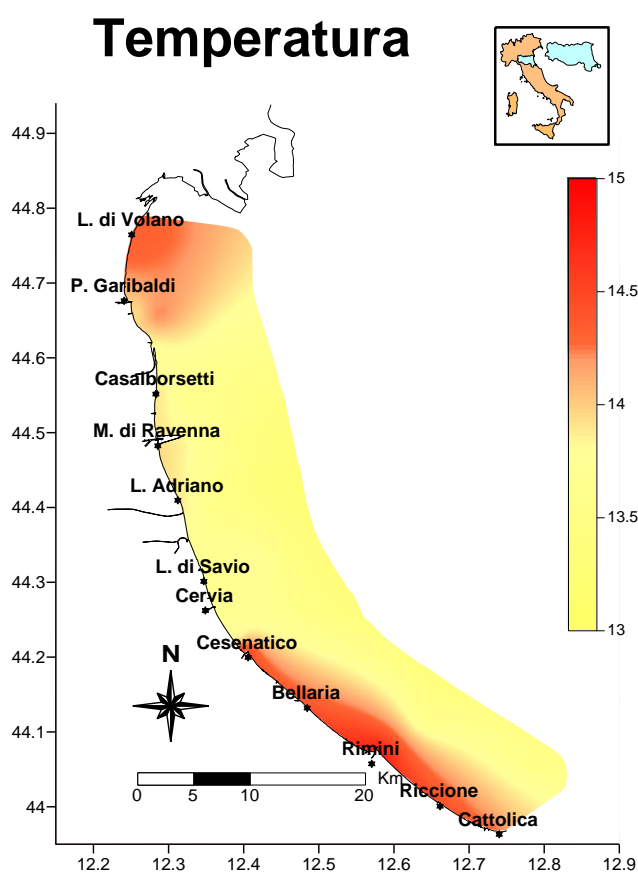 Temperatura
44.9
44.8
44.7
44.6
44.5
44.4
44.3
44.2
44.1
44
L. di Volano
P. Garibaldi
Casalborsetti
M. di Ravenna
L. Adriano
L. di Savio
Cervia
Cesenatico
Bellaria
Rimini
Riccione
Cattolica
N
Km
0 5 10 20
15
14.5
14
13.5
13
12.2 12.3 12.4 12.5 12.6 12.7 12.8 12.9